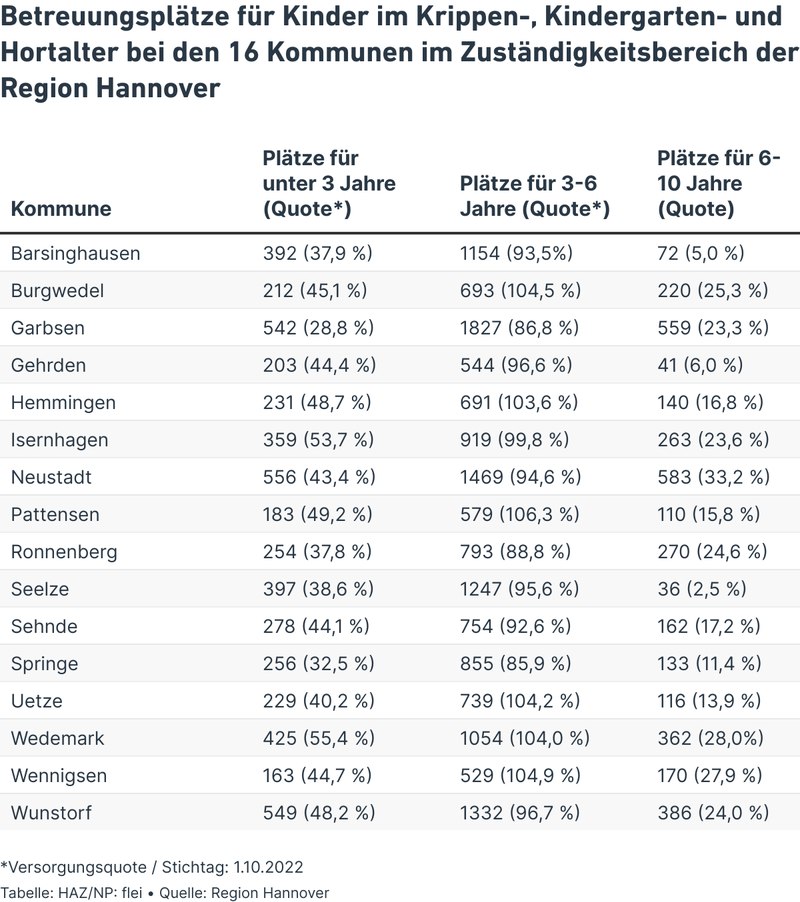 Betreuungsplätze für Kinder im Krippen-, Kindergarten- und
Hortalter bei den 16 Kommunen im Zuständigkeitsbereich der
Region Hannover
Kommune Plätze für unter 3 Jahre (Quote*) Plätze für 3-6 Jahre (Quote*) Plätze für 6-10 Jahre (Quote)
Barsinghausen 392 (37,9 %) 1154 (93,5%) 72 (5,0 %)
Burgwedel 212 (45,1 %) 693 (104,5 %) 220 (25,3 %)
Garbsen 542 (28,8 %) 1827 (86,8 %) 559 (23,3 %)
Gehrden 203 (44,4 %) 544 (96,6 %) 41 (6,0 %)
Hemmingen 231 (48,7 %) 691 (103,6 %) 140 (16,8 %)
Isernhagen 359 (53,7 %) 919 (99,8 %) 263 (23,6 %)
Neustadt 556 (43,4 %) 1469 (94,6 %) 583 (33,2 %)
Pattensen 183 (49,2 %) 579 (106,3 %) 110 (15,8 %)
Ronnenberg 254 (37,8 %) 793 (88,8 %) 270 (24,6 %)
Seelze 397 (38,6 %) 1247 (95,6 %) 36 (2,5 %)
Sehnde 278 (44,1 %) 754 (92,6 %) 162 (17,2 %)
Springe 256 (32,5 %) 855 (85,9 %) 133 (11,4 %)
Uetze 229 (40,2 %) 739 (104,2 %) 116 (13,9 %)
Wedemark 425 (55,4 %) 1054 (104,0 %) 362 (28,0%)
Wennigsen 163 (44,7 %) 529 (104,9 %) 170 (27,9 %)
Wunstorf 549 (48,2 %) 1332 (96,7 %) 386 (24,0 %)
*Versorgungsquote / Stichtag: 1.10.2022
Tabelle: HAZ/NP: flei • Quelle: Region Hannover